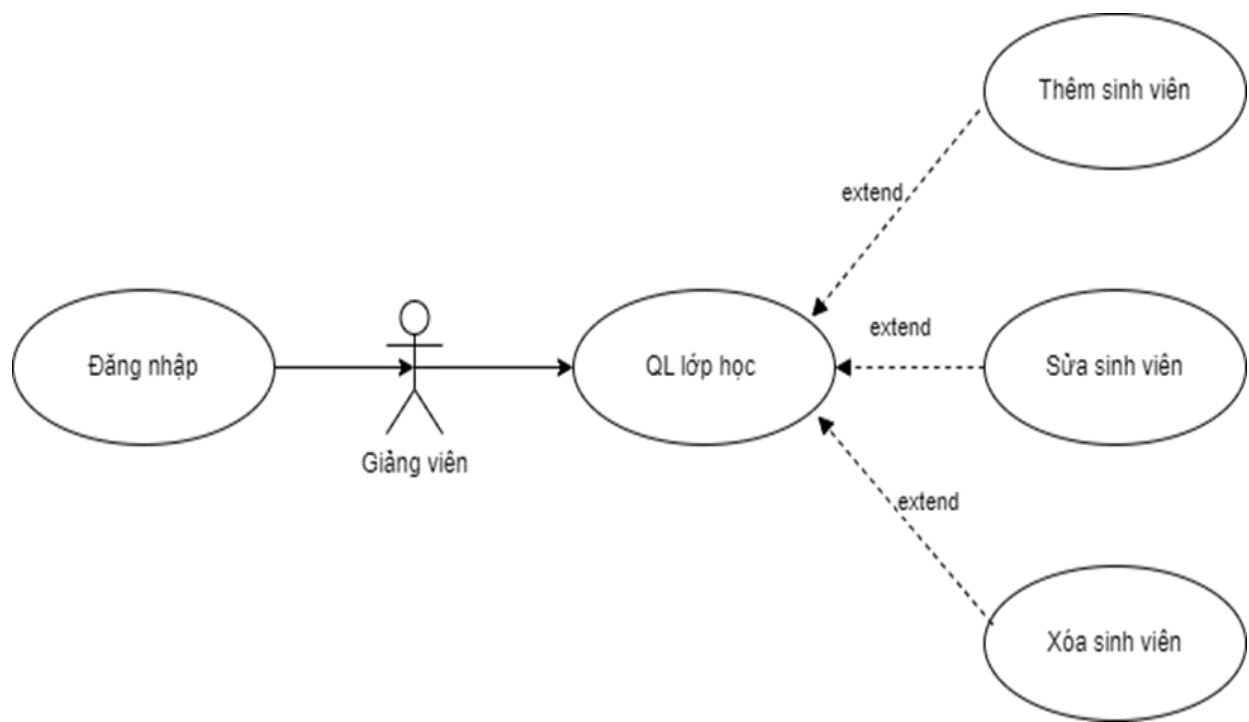 Thêm sinh viên
extend
extend
Đăng nhập
QL lớp học
Sửa sinh viên
Giảng viên
extend
Xóa sinh viên